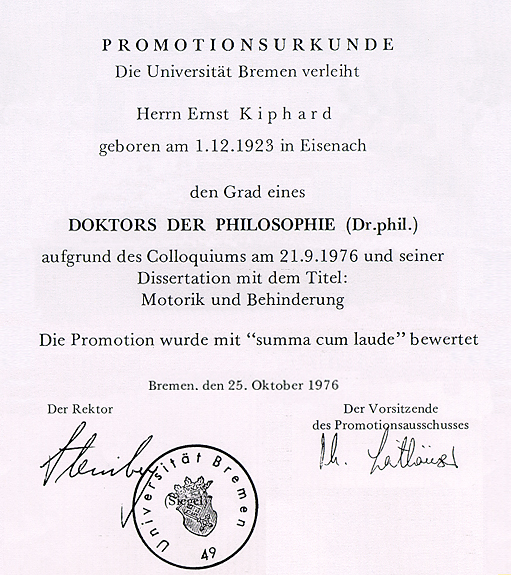 PROMOTIONSURKUNDE
Die Universität Bremen verleiht
Herrn Ernst Kiphard
geboren am 1.12.1923 in Eisenach
den Grad eines
DOKTORS DER PHILOSOPHIE (Dr.phil.)
aufgrund des Colloquiums am 21.9.1976 und seiner
Dissertation mit dem Titel:
Motorik und Behinderung
Die Promotion wurde mit “summa cum laude” bewertet
Bremen, den 25. Oktober 1976
Der Rektor
Der Vorsitzende
des Promotionsausschusses
Universität Bremen
(Siegel)
49